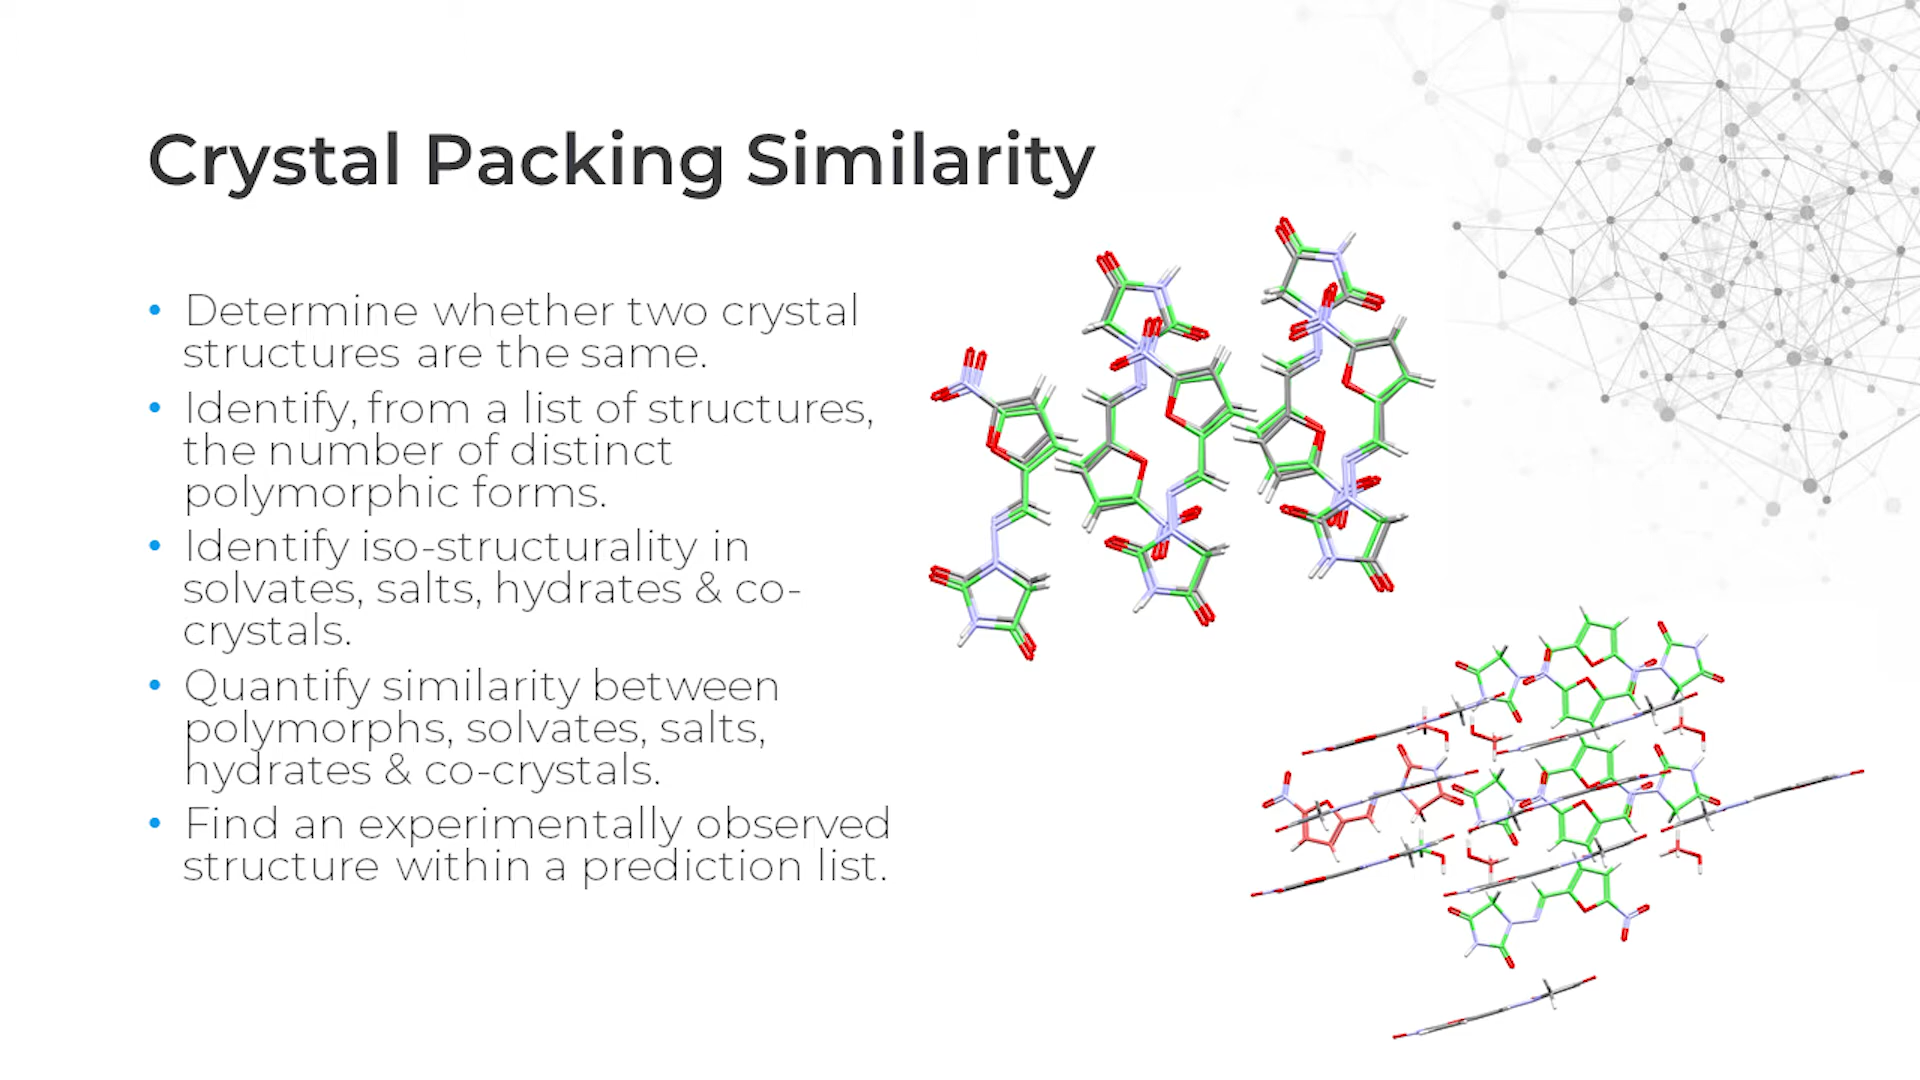 Crystal Packing Similarity
• Determine whether two crystal
structures are the same.
• Identify, from a list of structures,
the number of distinct
polymorphic forms.
• Identify iso-structurality in
solvates, salts, hydrates & co-
crystals.
• Quantify similarity between
polymorphs, solvates, salts,
hydrates & co-crystals.
• Find an experimentally observed
structure within a prediction list.